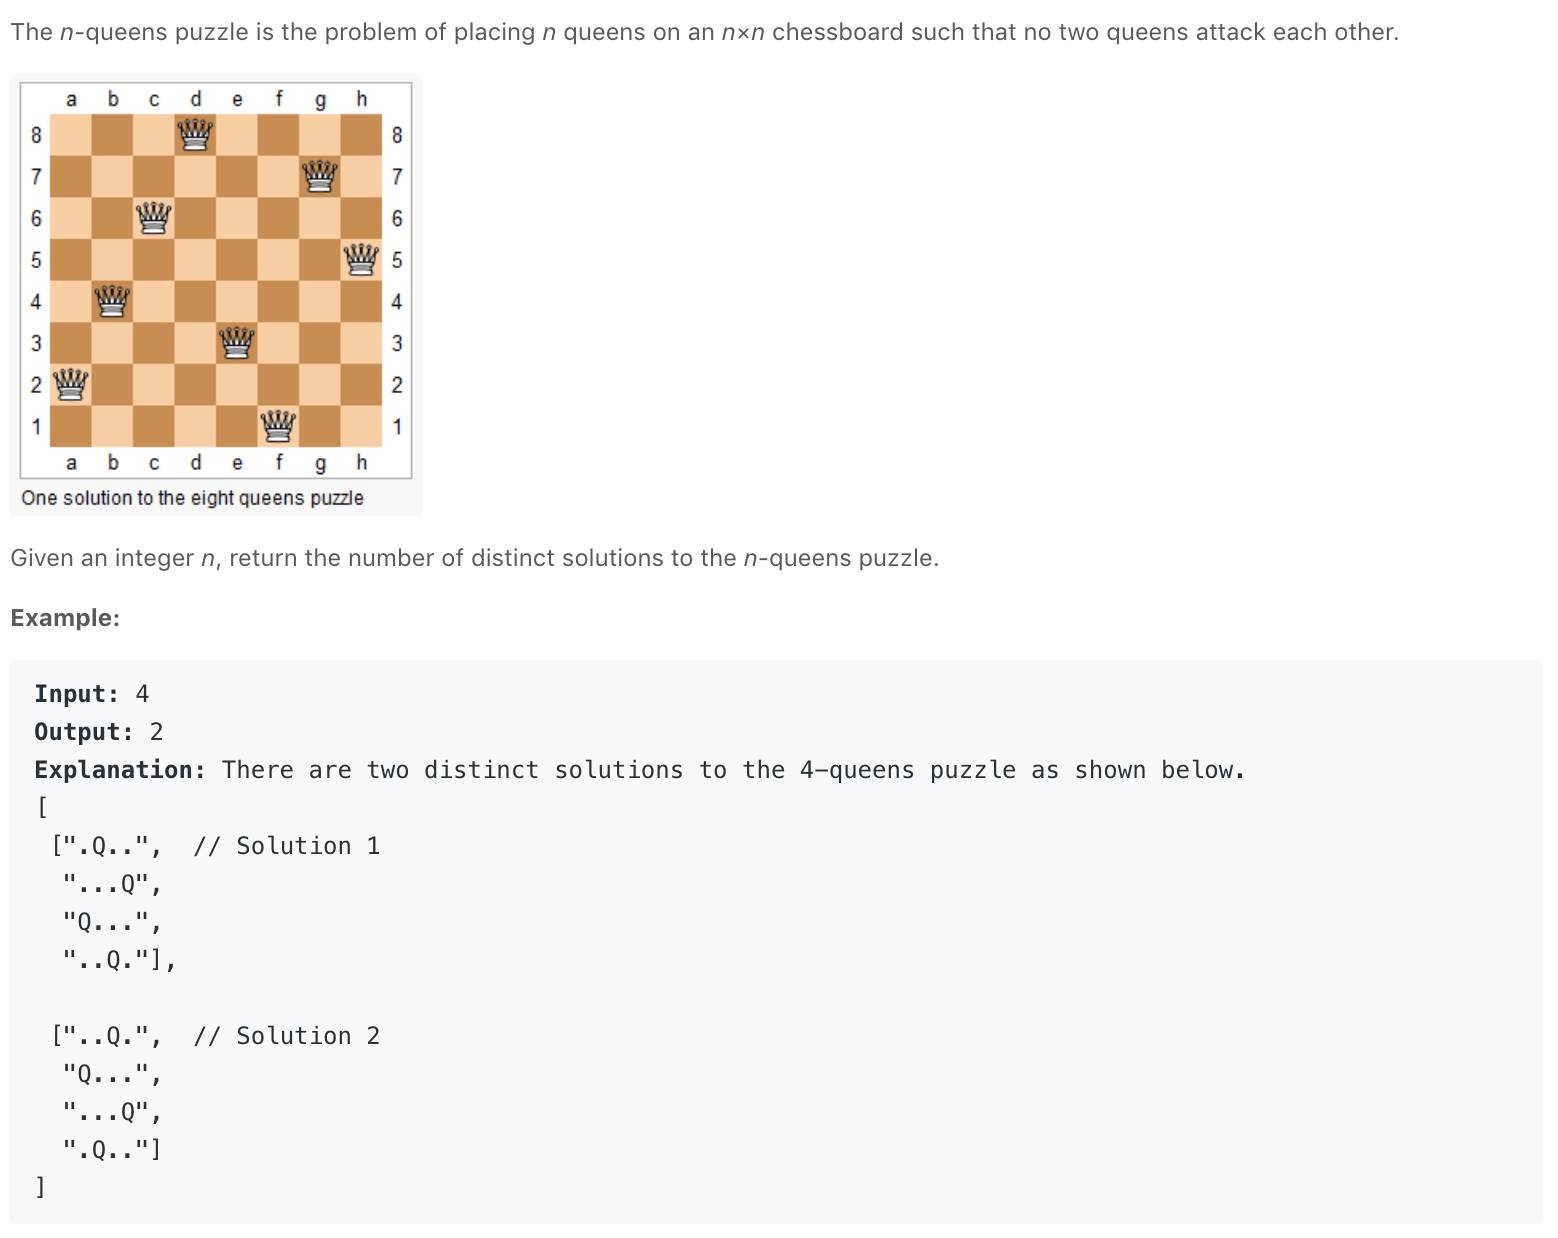 The n-queens puzzle is the problem of placing n queens on an n×n chessboard such that no two queens attack each other.
a b c d e f g h
8 8
7 7
6 6
5 5
4 4
3 3
2 2
1 1
a b c d e f g h
One solution to the eight queens puzzle
Given an integer n, return the number of distinct solutions to the n-queens puzzle.
Example:
Input: 4
Output: 2
Explanation: There are two distinct solutions to the 4-queens puzzle as shown below.
[
[".Q..",  // Solution 1
"...Q",
"Q...",
"..Q."],
["..Q.",  // Solution 2
"Q...",
"...Q",
".Q.."]
]